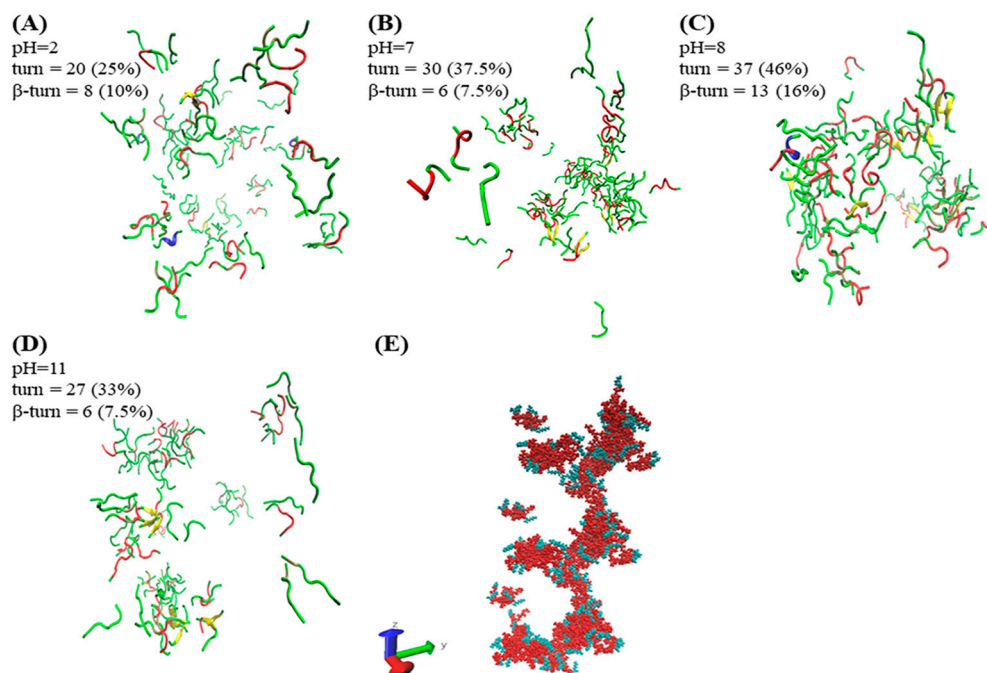 (A)
pH=2
turn = 20 (25%)
β-turn = 8 (10%)
(B)
pH=7
turn = 30 (37.5%)
β-turn = 6 (7.5%)
(C)
pH=8
turn = 37 (46%)
β-turn = 13 (16%)
(D)
pH=11
turn = 27 (33%)
β-turn = 6 (7.5%)
(E)
z
y